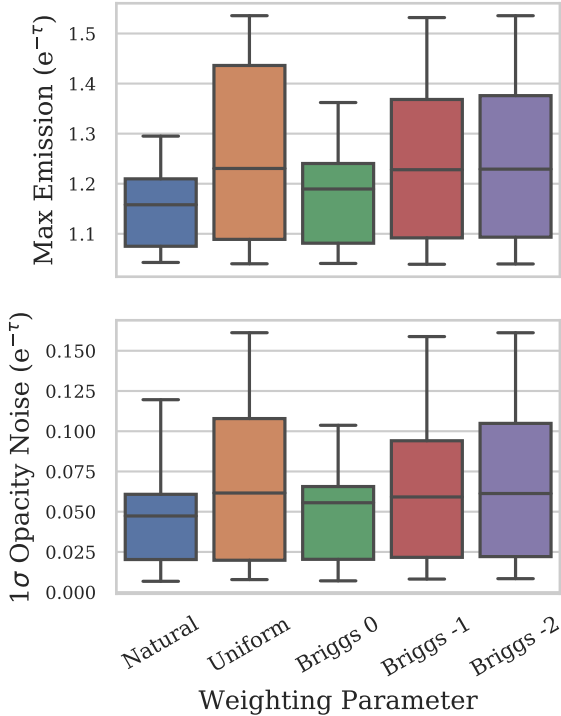 Max Emission (e^−τ)
1.5
1.4
1.3
1.2
1.1
1σ Opacity Noise (e^−τ)
0.150
0.125
0.100
0.075
0.050
0.025
0.000
Natural
Uniform
Briggs 0
Briggs -1
Briggs -2
Weighting Parameter